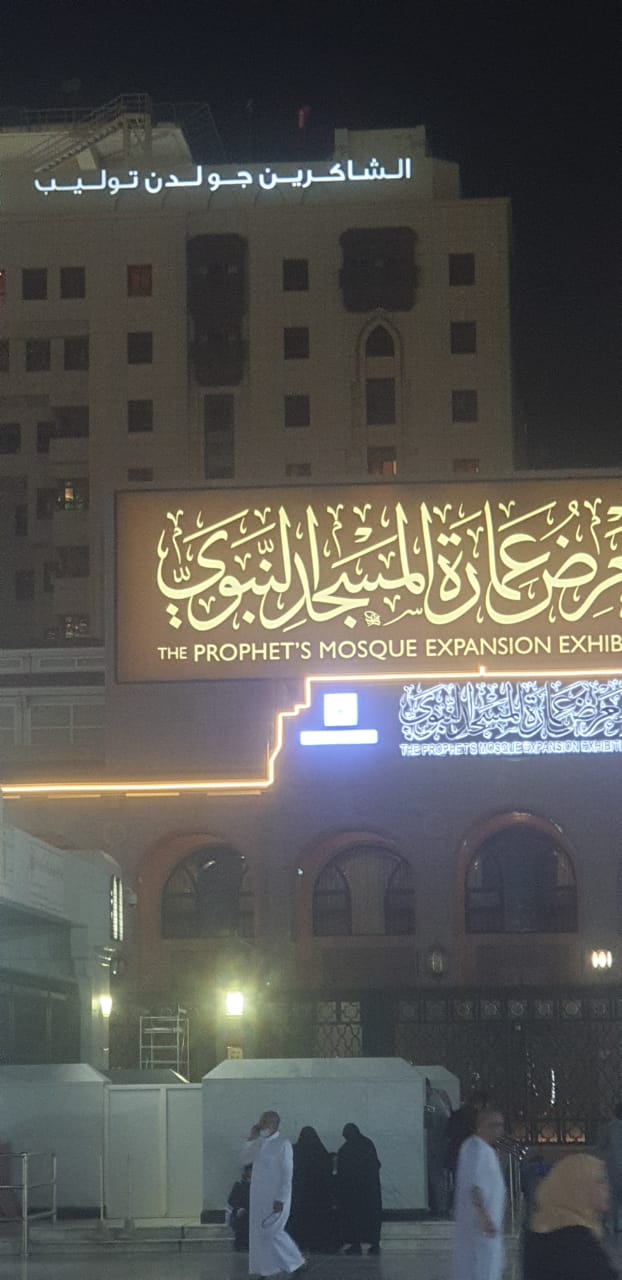 الشاكرين جولدن توليب
معرض عمارة المسجد النبوي
THE PROPHET'S MOSQUE EXPANSION EXHIB
معرض عمارة المسجد النبوي
THE PROPHET'S MOSQUE EXPANSION EXHIBITI